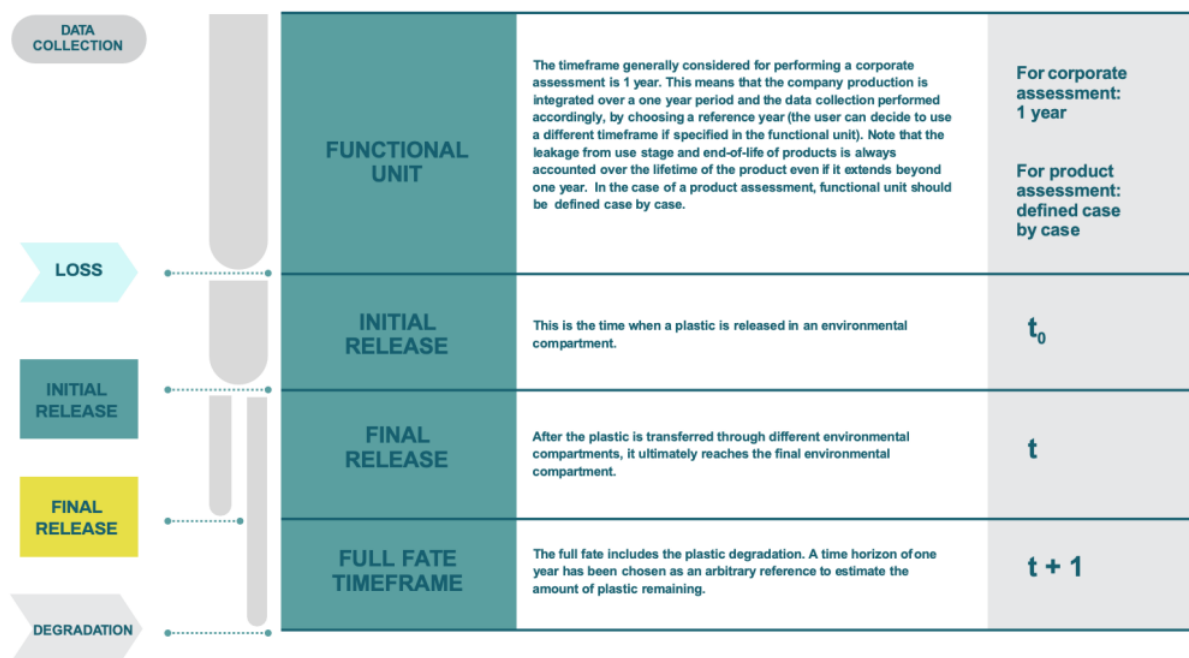 DATA
COLLECTION
LOSS
INITIAL
RELEASE
FINAL
RELEASE
DEGRADATION
FUNCTIONAL
UNIT
The timeframe generally considered for performing a corporate
assessment is 1 year. This means that the company production is
integrated over a one year period and the data collection performed
accordingly, by choosing a reference year (the user can decide to use
a different timeframe if specified in the functional unit). Note that the
leakage from use stage and end-of-life of products is always
accounted over the lifetime of the product even if it extends beyond
one year. In the case of a product assessment, functional unit should
be defined case by case.
For corporate
assessment:
1 year
For product
assessment:
defined case
by case
INITIAL
RELEASE
This is the time when a plastic is released in an environmental
compartment.
t₀
FINAL
RELEASE
After the plastic is transferred through different environmental
compartments, it ultimately reaches the final environmental
compartment.
t
FULL FATE
TIMEFRAME
The full fate includes the plastic degradation. A time horizon of one
year has been chosen as an arbitrary reference to estimate the
amount of plastic remaining.
t + 1